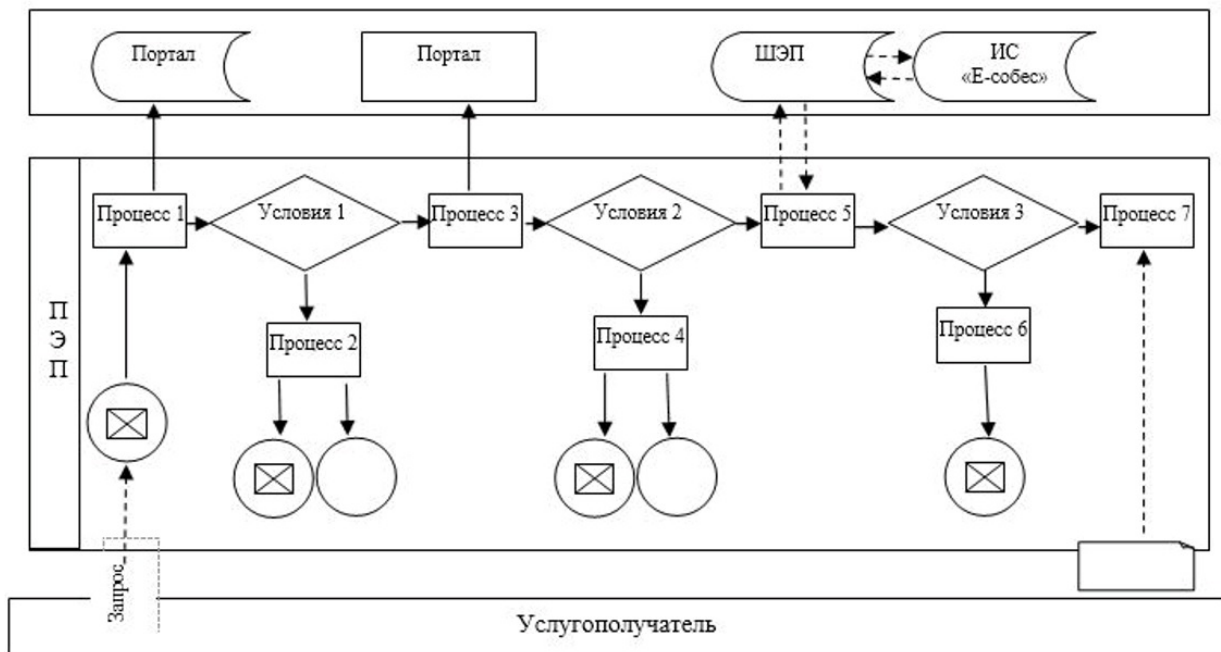 Портал
Портал
ШЭП
ИС
«Е-собес»
Процесс 1
Условия 1
Процесс 3
Условия 2
Процесс 5
Условия 3
Процесс 7
ПЭП
Процесс 2
Процесс 4
Процесс 6
Запрос
Услугополучатель